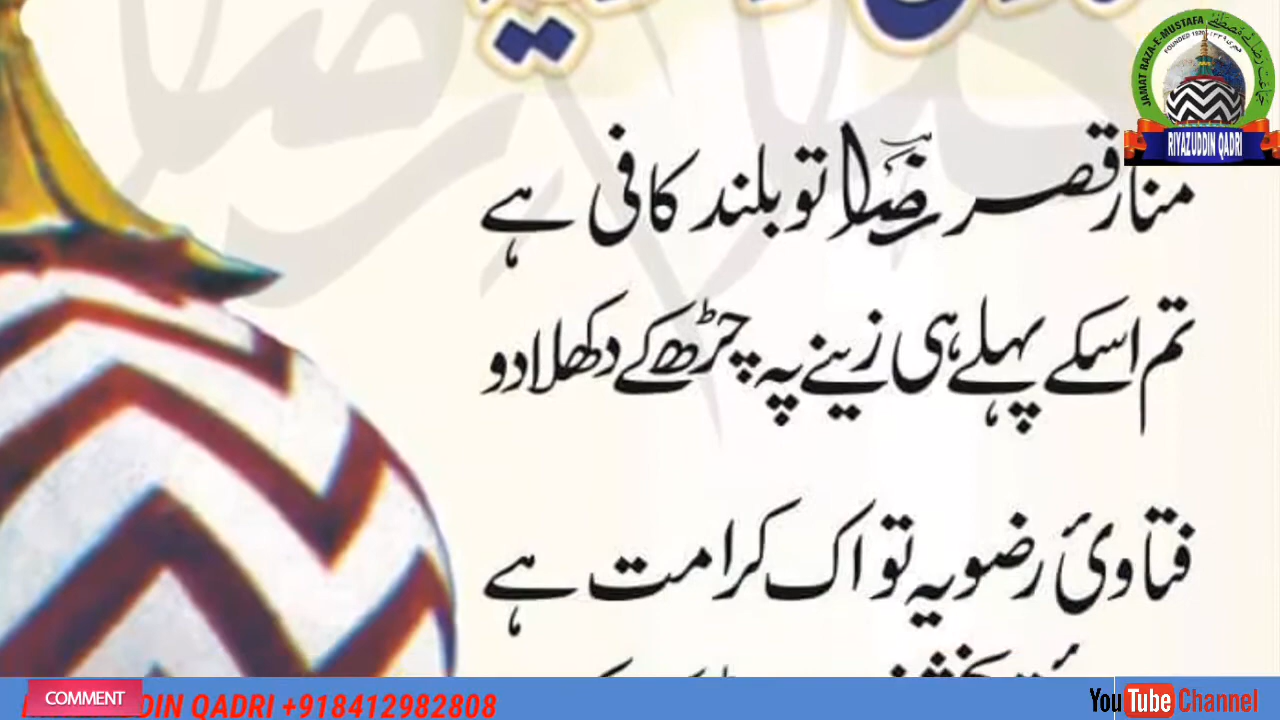 منار قصر رضا تو بلند کافی ہے
تم اسکے پہلے ہی زینے پہ چڑھ کے دکھلا دو
فتاویٰ رضویہ تو اک کرامت ہے
JAMAT RAZA-E-MUSTAFA
RIYAZUDDIN QADRI
COMMENT
DIN QADRI +918412982808
YouTube Channel